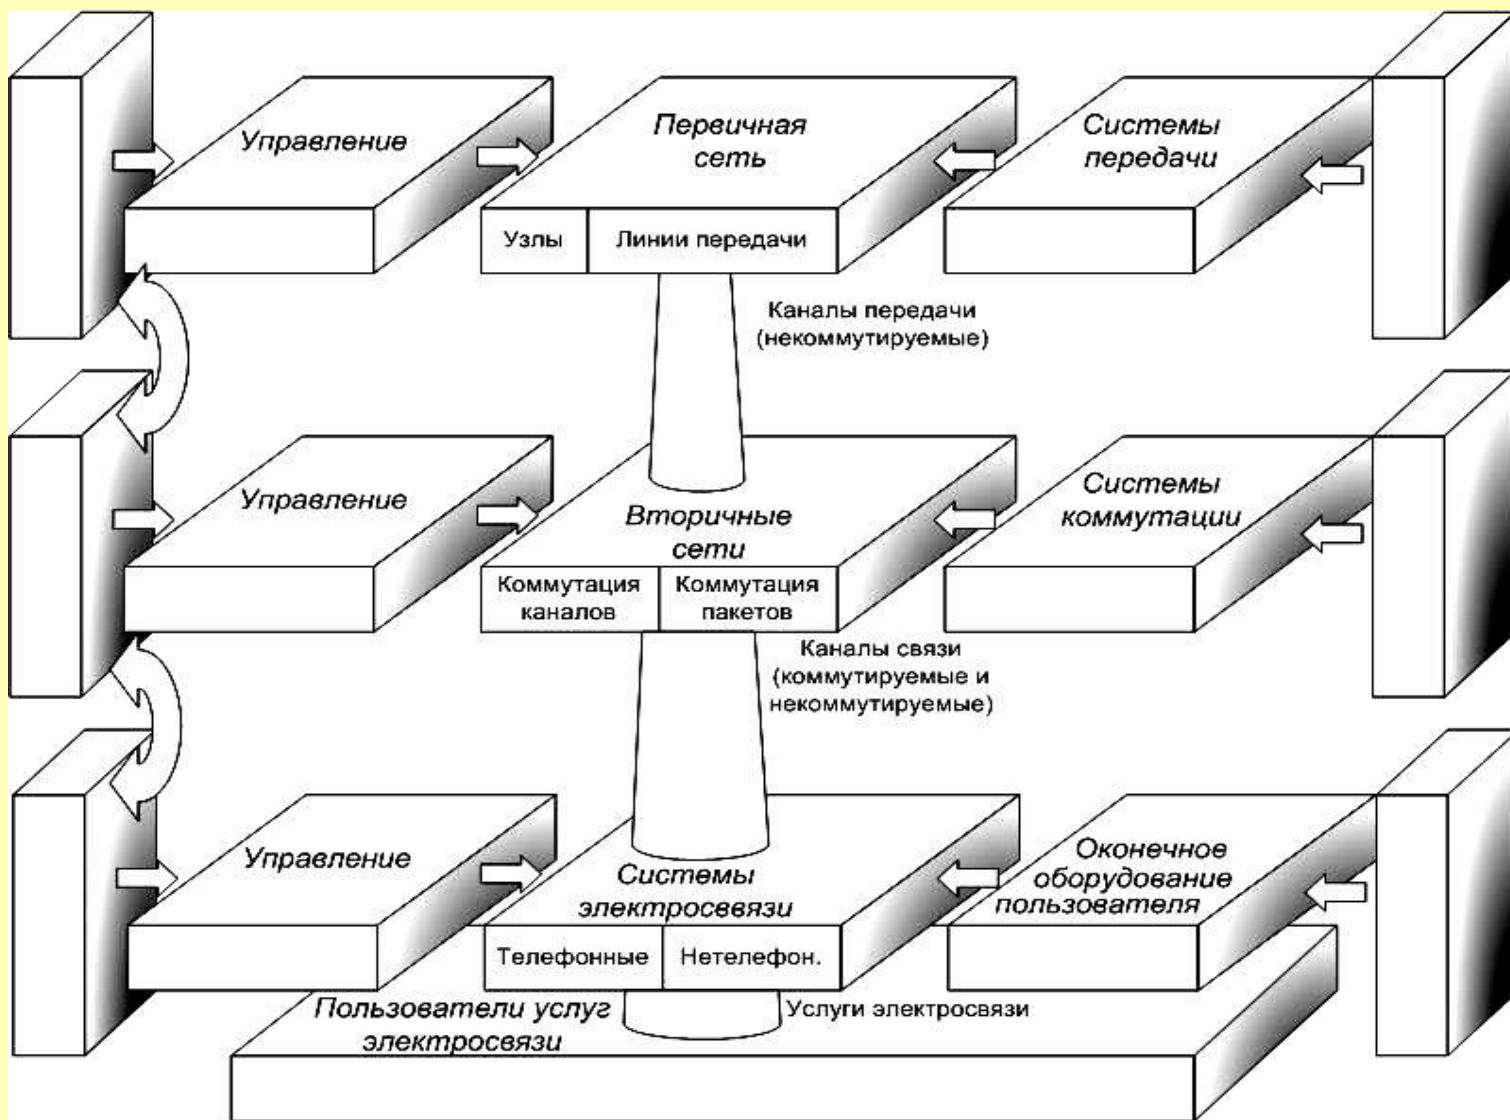 Управление
Первичная
сеть
Системы
передачи
Узлы
Линии передачи
Каналы передачи
(некоммутируемые)
Управление
Вторичные
сети
Системы
коммутации
Коммутация
каналов
Коммутация
пакетов
Каналы связи
(коммутируемые и
некоммутируемые)
Управление
Системы
электросвевязи
Оконечное
оборудование
пользователя
Телефонные
Нетелефон.
Пользователи услуг
электросвязи
Услуги электросвязи